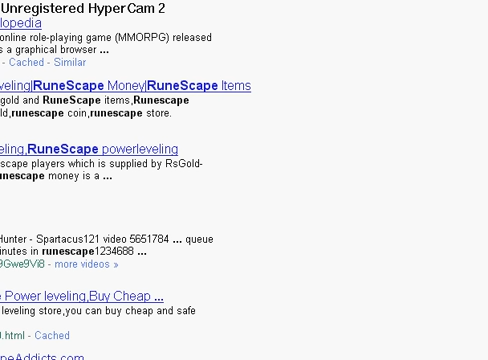 Unregistered HyperCam 2
lopedia
online role-playing game (MMORPG) released
s a graphical browser ...
- Cached - Similar
veling|RuneScape Money|RuneScape Items
gold and RuneScape items,Runescape
ld,runescape coin,runescape store.
eling,RuneScape powerleveling
scape players which is supplied by RsGold-
unescape money is a ...
Hunter - Spartacus121 video 5651784 ... queue
inutes in runescape1234688 ...
9Gwe9Vi8 - more videos »
e Power leveling,Buy Cheap ...
leveling store,you can buy cheap and safe
l.html - Cached
peAddicts.com